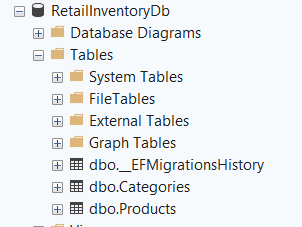 RetailInventoryDb
Database Diagrams
Tables
System Tables
FileTables
External Tables
Graph Tables
dbo.__EFMigrationsHistory
dbo.Categories
dbo.Products